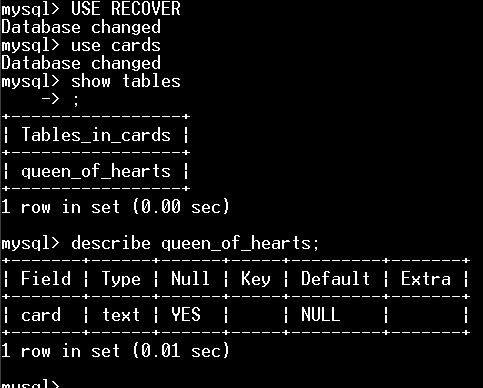 mysql> USE RECOVER
Database changed
mysql> use cards
Database changed
mysql> show tables
    -> ;
+-----------------+
| Tables_in_cards |
+-----------------+
| queen_of_hearts |
+-----------------+
1 row in set (0.00 sec)

mysql> describe queen_of_hearts;
+-------+------+------+-----+---------+-------+
| Field | Type | Null | Key | Default | Extra |
+-------+------+------+-----+---------+-------+
| card  | text | YES  |     | NULL    |       |
+-------+------+------+-----+---------+-------+
1 row in set (0.01 sec)

mysql>